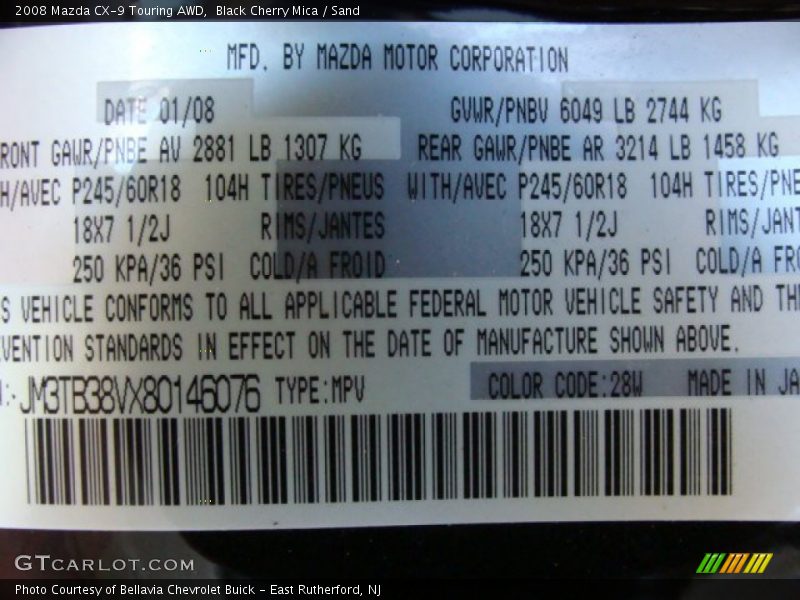 2008 Mazda CX-9 Touring AWD, Black Cherry Mica / Sand
MFD. BY MAZDA MOTOR CORPORATION
DATE 01/08 GVWR/PNBV 6049 LB 2744 KG
RONT GAWR/PNBE AV 2881 LB 1307 KG REAR GAWR/PNBE AR 3214 LB 1458 KG
H/AVEC P245/60R18 104H TIRES/PNEUS WITH/AVEC P245/60R18 104H TIRES/PNE
18X7 1/2J RIMS/JANTES 18X7 1/2J RIMS/JANT
250 KPA/36 PSI COLD/A FROID 250 KPA/36 PSI COLD/A FRO
S VEHICLE CONFORMS TO ALL APPLICABLE FEDERAL MOTOR VEHICLE SAFETY AND TH
VENTION STANDARDS IN EFFECT ON THE DATE OF MANUFACTURE SHOWN ABOVE.
:-JM3TB38VX80146076 TYPE:MPV COLOR CODE:28W MADE IN JA
GTCARLOT.COM
Photo Courtesy of Bellavia Chevrolet Buick - East Rutherford, NJ